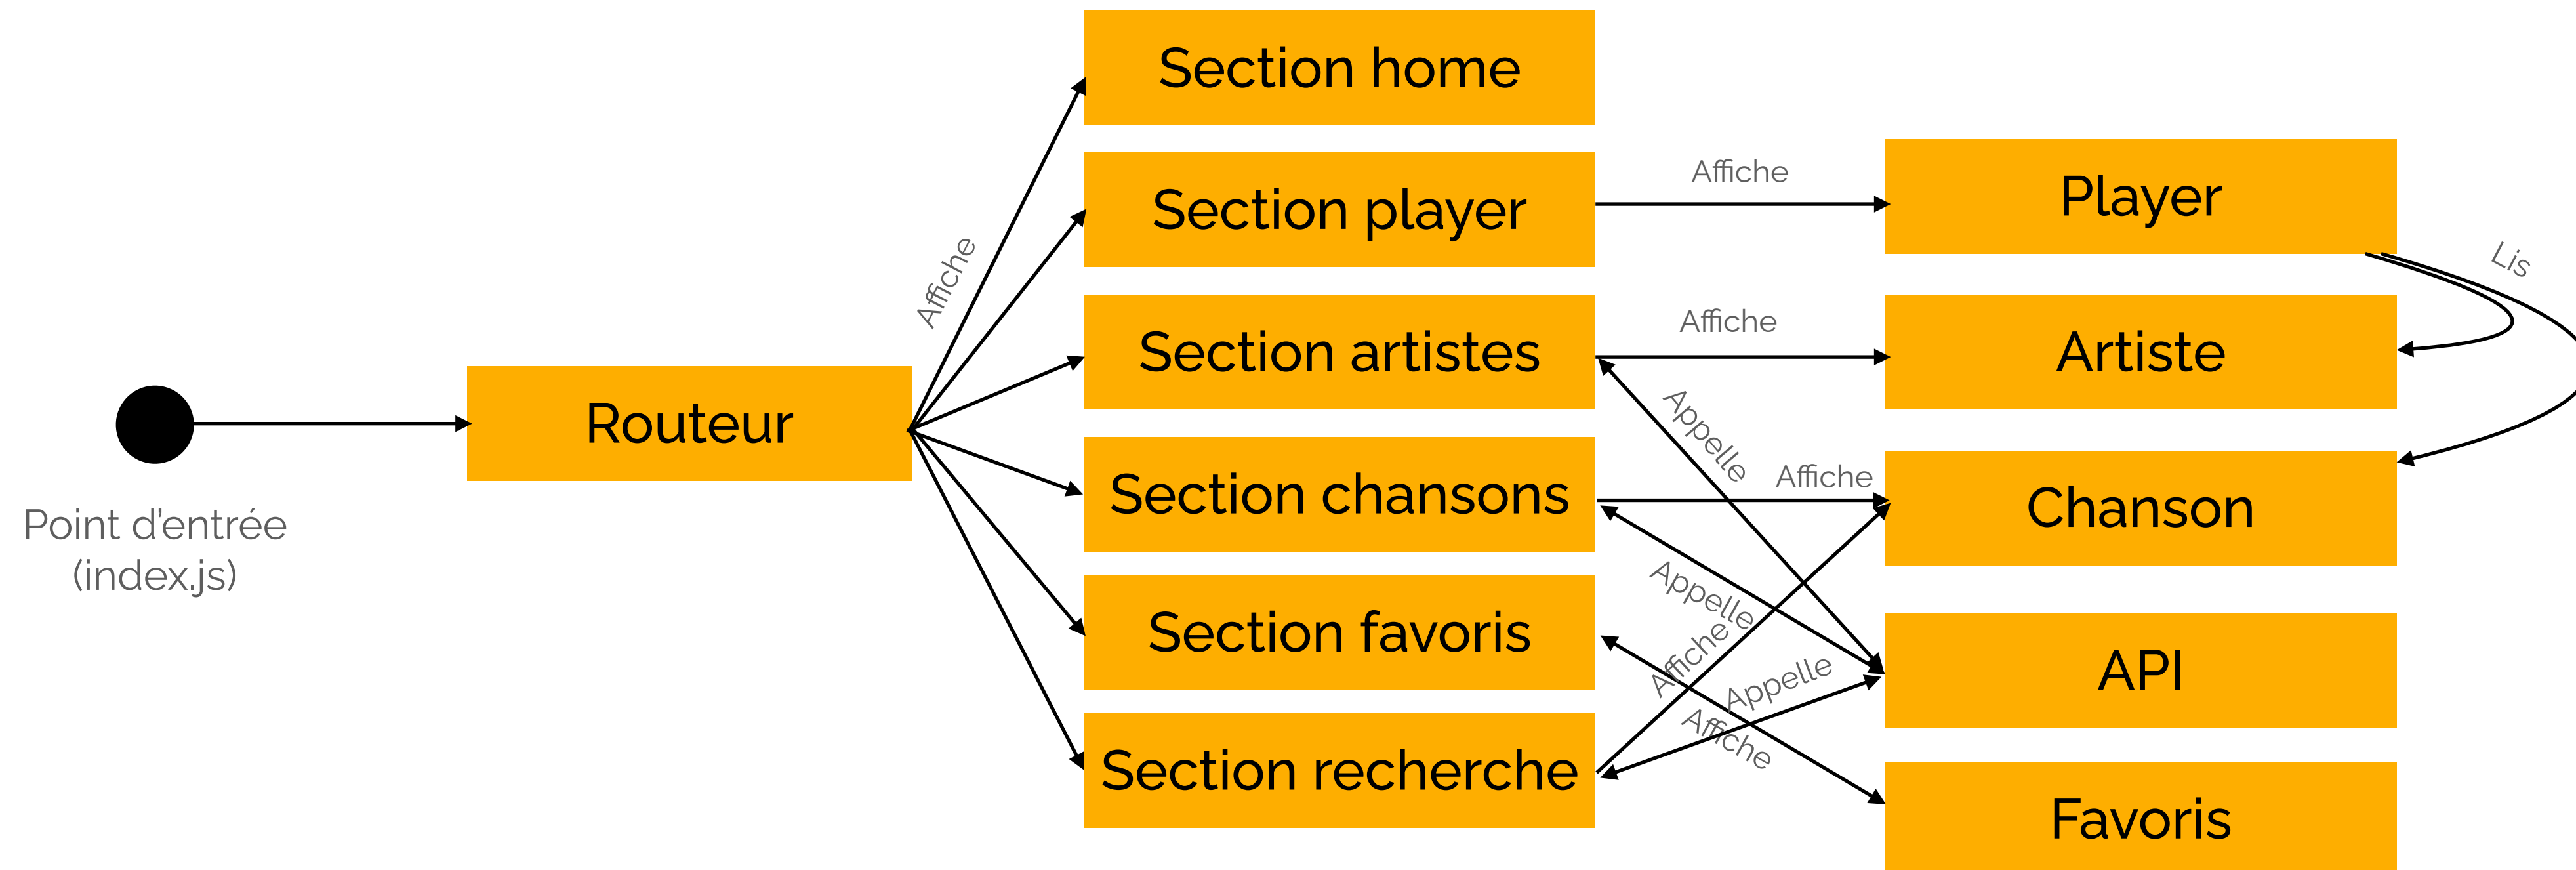 Section home
Section player
Section artistes
Section chansons
Section favoris
Section recherche
Player
Artiste
Chanson
API
Favoris
Routeur
Point d'entrée
(index.js)
Affiche
Affiche
Affiche
Affiche
Appelle
Appelle
Affiche
Appelle
Affiche
Lis